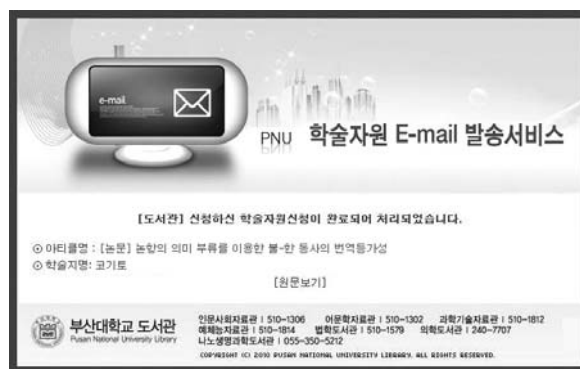 e-mail
PNU 학술자원 E-mail 발송서비스
[도서관] 신청하신 학술자원신청이 완료되어 처리되었습니다.
⊙ 아티클명 : [논문] 논항의 의미 부류를 이용한 불-한 동사의 번역등가성
⊙ 학술지명: 코기토
[원문보기]
부산대학교 도서관
Pusan National University Library
인문사회자료관 | 510-1306 어문학자료관 | 510-1302 과학기술자료관 | 510-1812
예체능자료관 | 510-1814 법학도서관 | 510-1579 의학도서관 | 240-7707
나노생명과학도서관 | 055-350-5212
COPYRIGHT (C) 2010 PUSAN NATIONAL UNIVERSITY LIBRARY. ALL RIGHTS RESERVED.